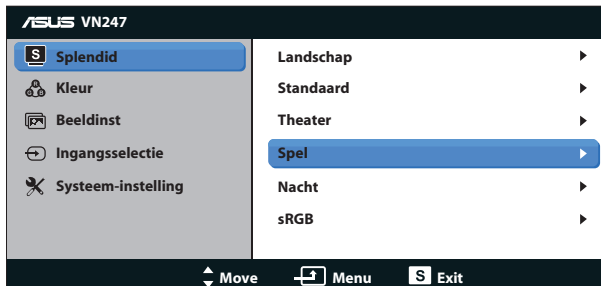 ASUS VN247
S Splendid
Kleur
Beeldinst
Ingangsselectie
Systeem-instelling
Landschap
Standaard
Theater
Spel
Nacht
sRGB
Move Menu S Exit